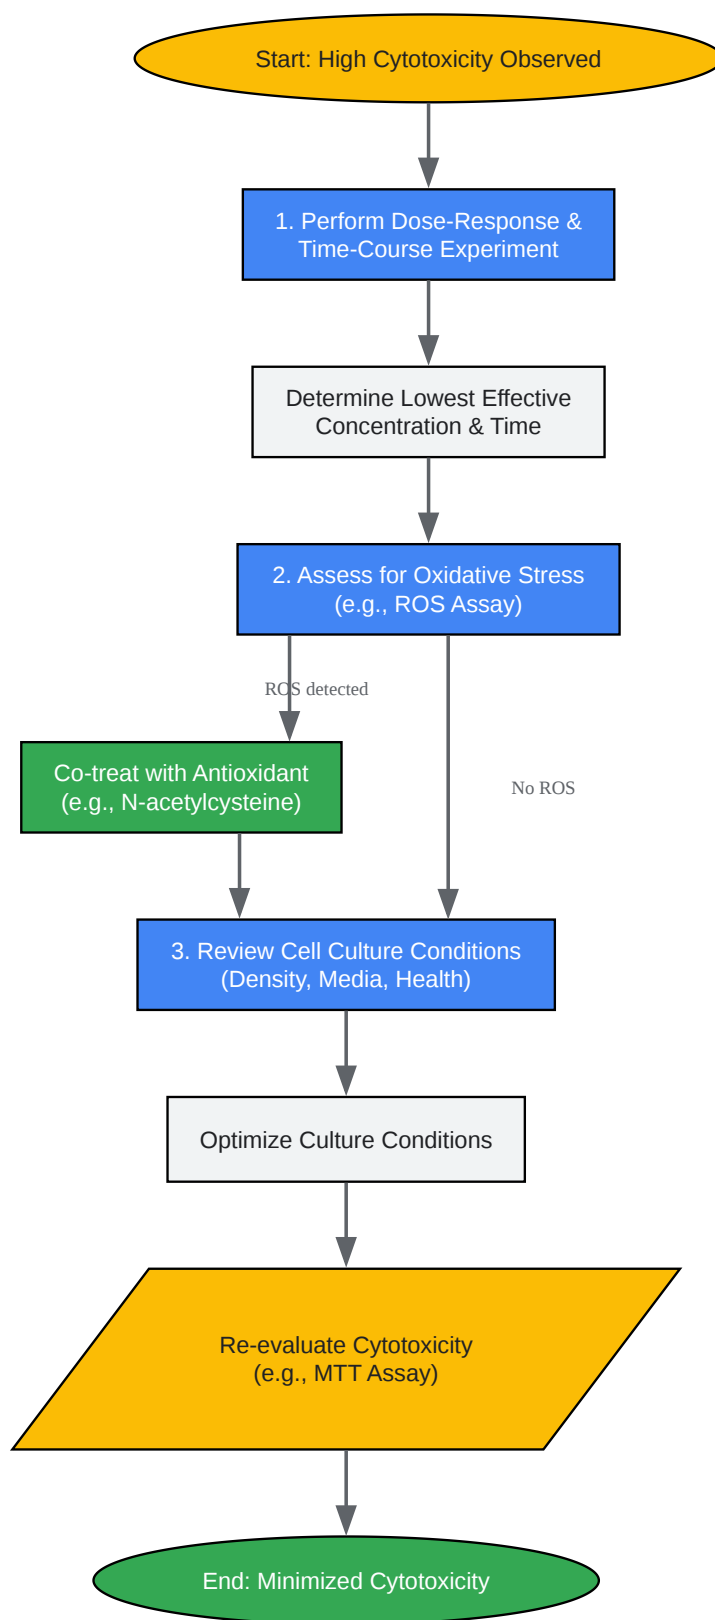 Start: High Cytotoxicity Observed
1. Perform Dose-Response &
Time-Course Experiment
Determine Lowest Effective
Concentration & Time
2. Assess for Oxidative Stress
(e.g., ROS Assay)
ROS detected
Co-treat with Antioxidant
(e.g., N-acetylcysteine)
No ROS
3. Review Cell Culture Conditions
(Density, Media, Health)
Optimize Culture Conditions
Re-evaluate Cytotoxicity
(e.g., MTT Assay)
End: Minimized Cytotoxicity